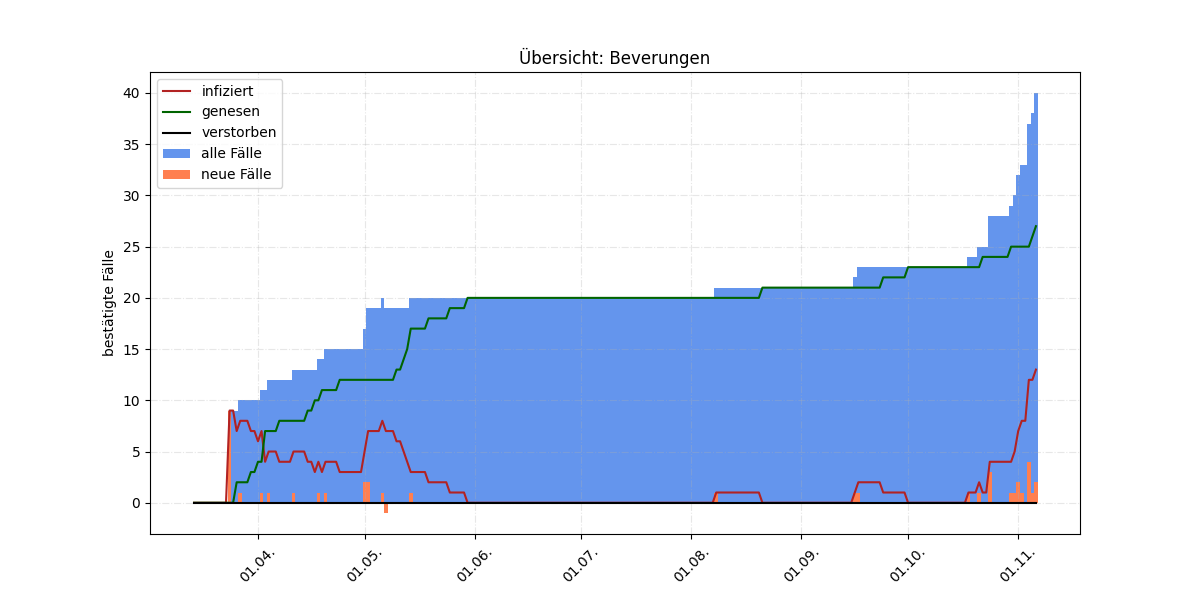 Übersicht: Beverungen
infiziert
genesen
verstorben
alle Fälle
neue Fälle
bestätigte Fälle
40
35
30
25
20
15
10
5
0
01.04.
01.05.
01.06.
01.07.
01.08.
01.09.
01.10.
01.11.